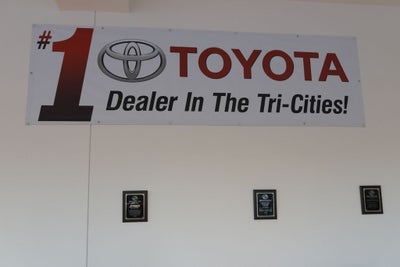 #1 TOYOTA
Dealer In The Tri-Cities!